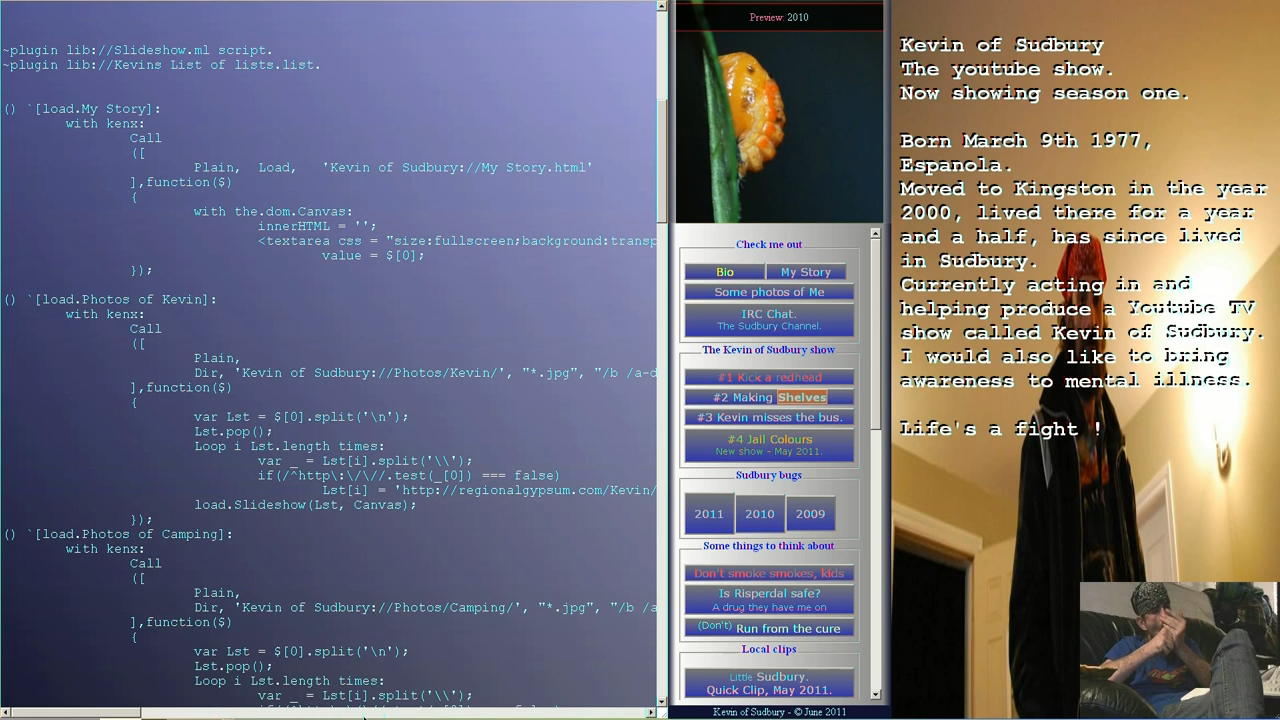 ~plugin lib://Slideshow.ml script.
~plugin lib://Kevins List of lists.list.
() `[load.My Story]:
with kenx:
Call
([
Plain, Load, 'Kevin of Sudbury://My Story.html'
],function($)
{
with the.dom.Canvas:
innerHTML = '';
<textarea css = "size:fullscreen;background:transp
value = $[0];
});
() `[load.Photos of Kevin]:
with kenx:
Call
([
Plain,
Dir, 'Kevin of Sudbury://Photos/Kevin/', "*.jpg", "/b /a-d
],function($)
{
var Lst = $[0].split('\n');
Lst.pop();
Loop i Lst.length times:
var _ = Lst[i].split('\\');
if(/^http\:\/\//.test(_[0]) === false)
Lst[i] = 'http://regionalgypsum.com/Kevin/
load.Slideshow(Lst, Canvas);
});
() `[load.Photos of Camping]:
with kenx:
Call
([
Plain,
Dir, 'Kevin of Sudbury://Photos/Camping/', "*.jpg", "/b /a
],function($)
{
var Lst = $[0].split('\n');
Lst.pop();
Loop i Lst.length times:
var _ = Lst[i].split('\\');
Preview: 2010
Check me out
Bio
My Story
Some photos of Me
IRC Chat.
The Sudbury Channel.
The Kevin of Sudbury show
#1 Kick a redhead
#2 Making Shelves
#3 Kevin misses the bus.
#4 Jail Colours
New show - May 2011.
Sudbury bugs
2011
2010
2009
Some things to think about
Don't smoke smokes, kids
Is Risperdal safe?
A drug they have me on
(Don't) Run from the cure
Local clips
Little Sudbury.
Quick Clip, May 2011.
Kevin of Sudbury - © June 2011
Kevin of Sudbury
The youtube show.
Now showing season one.
Born March 9th 1977,
Espanola.
Moved to Kingston in the year
2000, lived there for a year
and a half, has since lived
in Sudbury.
Currently acting in and
helping produce a Youtube TV
show called Kevin of Sudbury.
I would also like to bring
awareness to mental illness.
Life's a fight !